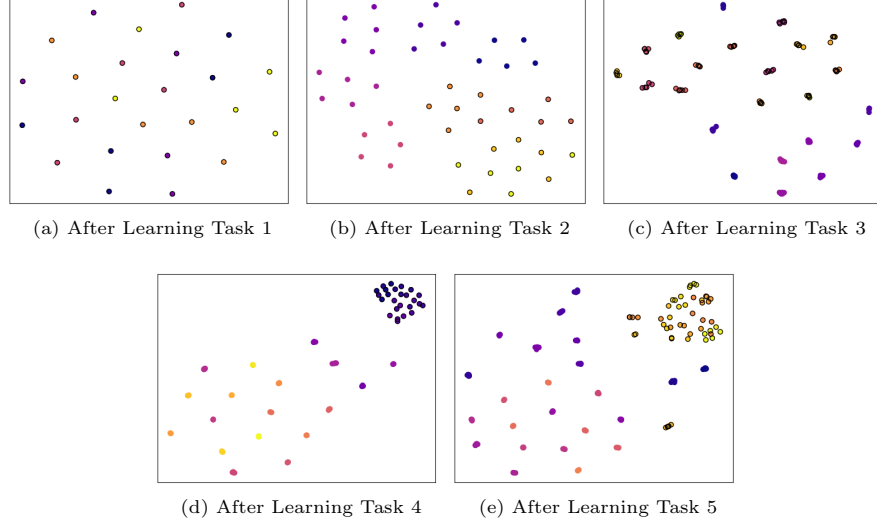 (a) After Learning Task 1
(b) After Learning Task 2
(c) After Learning Task 3
(d) After Learning Task 4
(e) After Learning Task 5